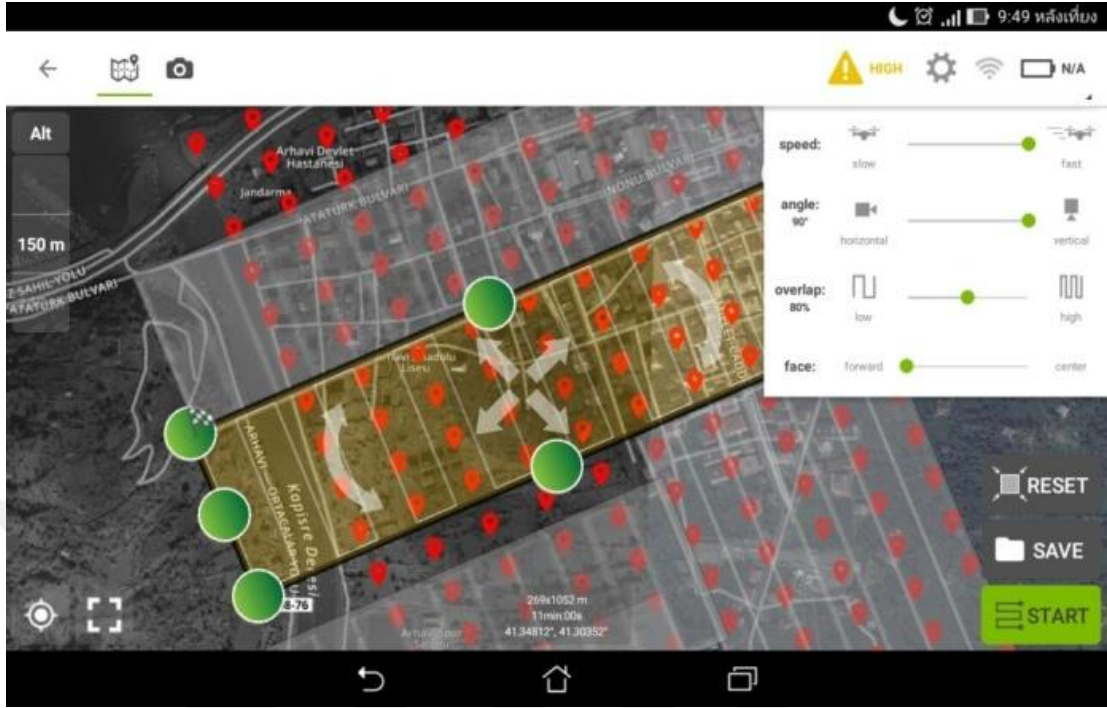 9:49 หลังเที่ยง
HIGH
N/A
Alt
150 m
speed:
slow
fast
angle:
90°
horizontal
vertical
overlap:
80%
low
high
face:
forward
center
Arhavi Devlet
Hastanesi
Jandarma
ATATÜRK BULVARI
İNÖNÜ BULVARI
ATATÜRK BULVARI
Lisesi
ARHAVİ
Kapisre Deresi
269x1052 m
11min:00s
41.34812°, 41.30352°
RESET
SAVE
START